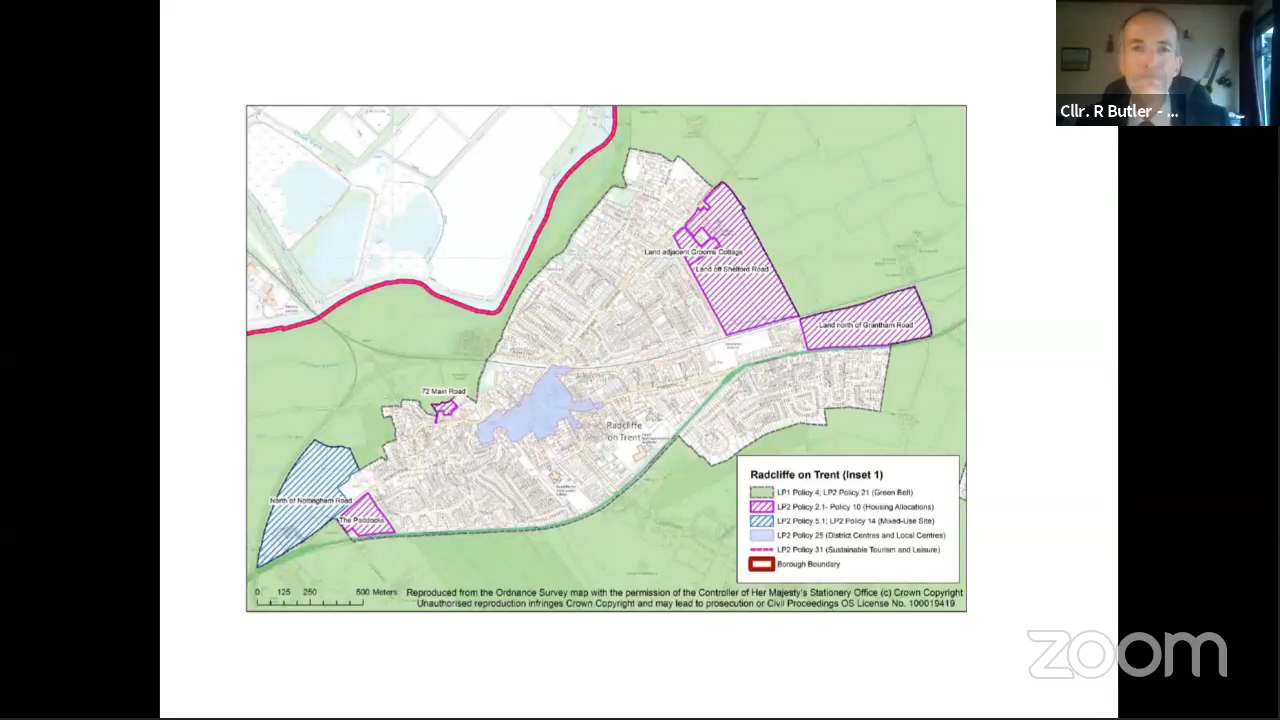 Cllr. R Butler - ...
Land adjacent Grooms Cottage
Land off Shelford Road
Land north of Grantham Road
72 Main Road
Radcliffe
on Trent
North of Nottingham Road
The Paddocks
Radcliffe on Trent (Inset 1)
LP1 Policy 4; LP2 Policy 21 (Green Belt)
LP2 Policy 2.1- Policy 10 (Housing Allocations)
LP2 Policy 5.1; LP2 Policy 14 (Mixed-Use Site)
LP2 Policy 25 (District Centres and Local Centres)
LP2 Policy 31 (Sustainable Tourism and Leisure)
Borough Boundary
0 125 250 500 Meters
Reproduced from the Ordnance Survey map with the permission of the Controller of Her Majesty's Stationery Office (c) Crown Copyright
Unauthorised reproduction infringes Crown Copyright and may lead to prosecution or Civil Proceedings OS License No. 100019419
zoom